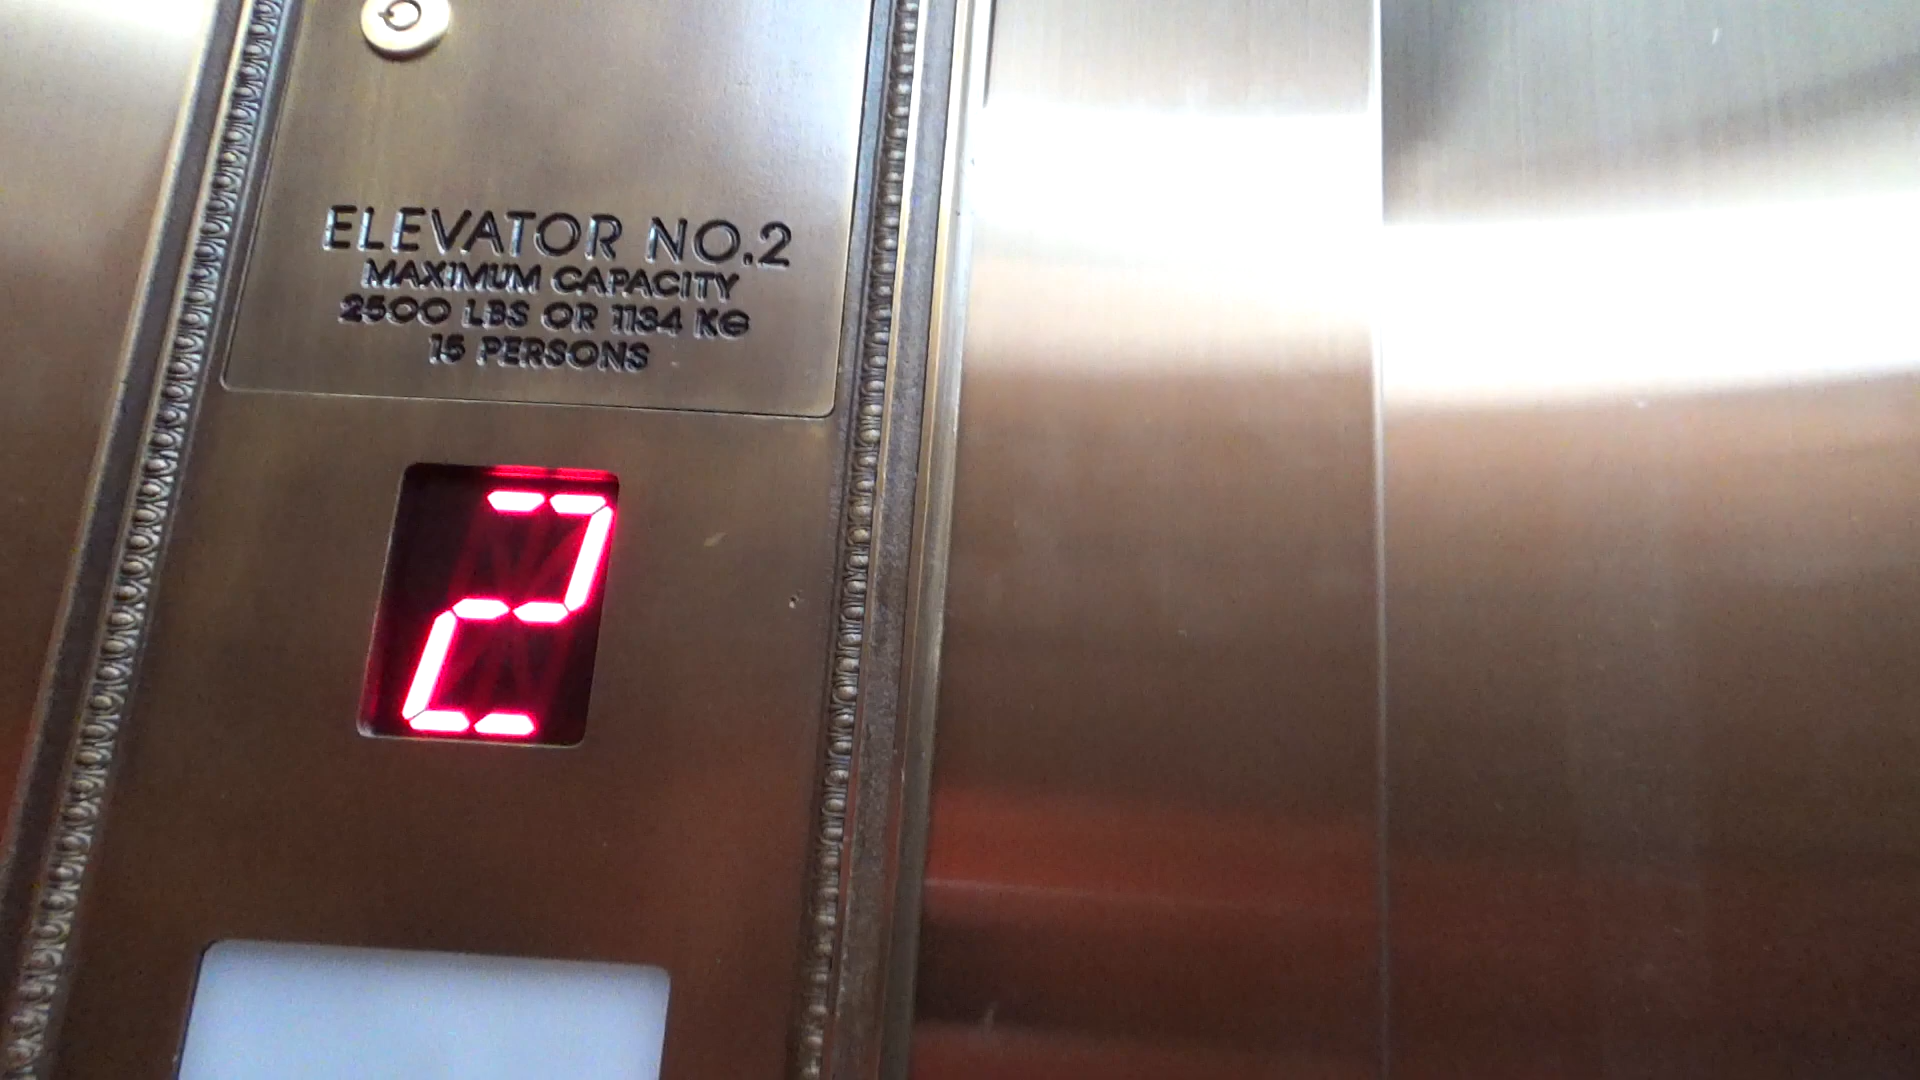 ELEVATOR NO.2
MAXIMUM CAPACITY
2500 LBS OR 1134 KG
15 PERSONS
2